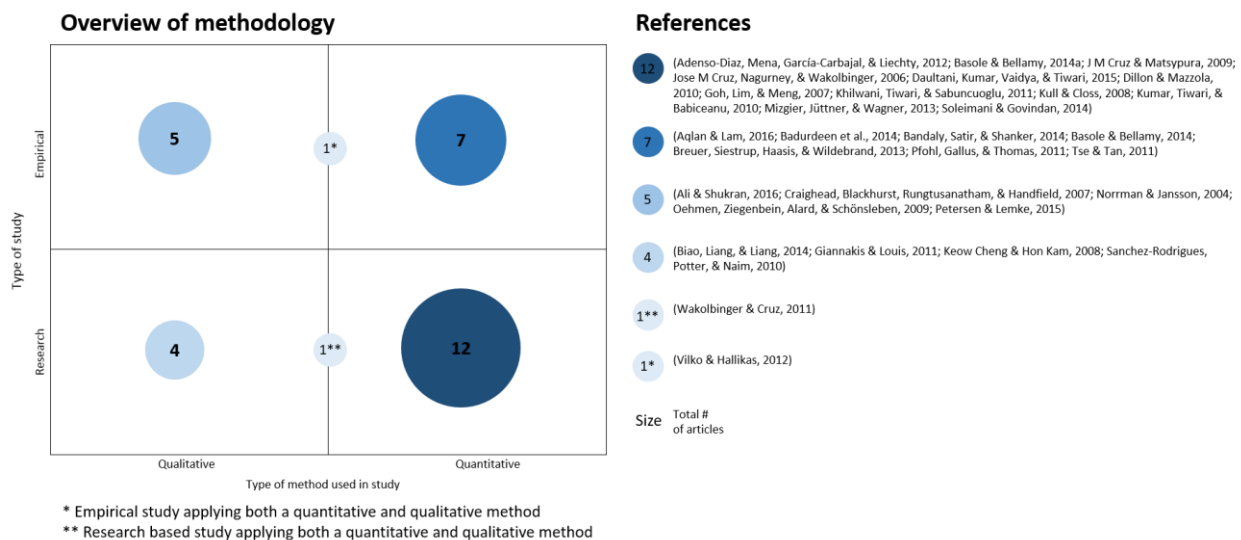 Overview of methodology
Type of study
Empirical
Research
5
1*
7
4
1**
12
Qualitative
Quantitative
Type of method used in study
* Empirical study applying both a quantitative and qualitative method
** Research based study applying both a quantitative and qualitative method
References
12
(Adenso-Diaz, Mena, García-Carbajal, & Liechty, 2012; Basole & Bellamy, 2014a; J M Cruz & Matsypura, 2009;
Jose M Cruz, Nagurney, & Wakolbinger, 2006; Daultani, Kumar, Vaidya, & Tiwari, 2015; Dillon & Mazzola,
2010; Goh, Lim, & Meng, 2007; Khilwani, Tiwari, & Sabuncuoglu, 2011; Kull & Closs, 2008; Kumar, Tiwari, &
Babiceanu, 2010; Mizgier, Jüttner, & Wagner, 2013; Soleimani & Govindan, 2014)
7
(Aqlan & Lam, 2016; Badurdeen et al., 2014; Bandaly, Satir, & Shanker, 2014; Basole & Bellamy, 2014;
Breuer, Siestrup, Haasis, & Wildebrand, 2013; Pfohl, Gallus, & Thomas, 2011; Tse & Tan, 2011)
5
(Ali & Shukran, 2016; Craighead, Blackhurst, Rungtusanatham, & Handfield, 2007; Norrman & Jansson, 2004;
Oehmen, Ziegenbein, Alard, & Schönsleben, 2009; Petersen & Lemke, 2015)
4
(Biao, Liang, & Liang, 2014; Giannakis & Louis, 2011; Keow Cheng & Hon Kam, 2008; Sanchez-Rodrigues,
Potter, & Naim, 2010)
1**
(Wakolbinger & Cruz, 2011)
1*
(Vilko & Hallikas, 2012)
Size
Total #
of articles